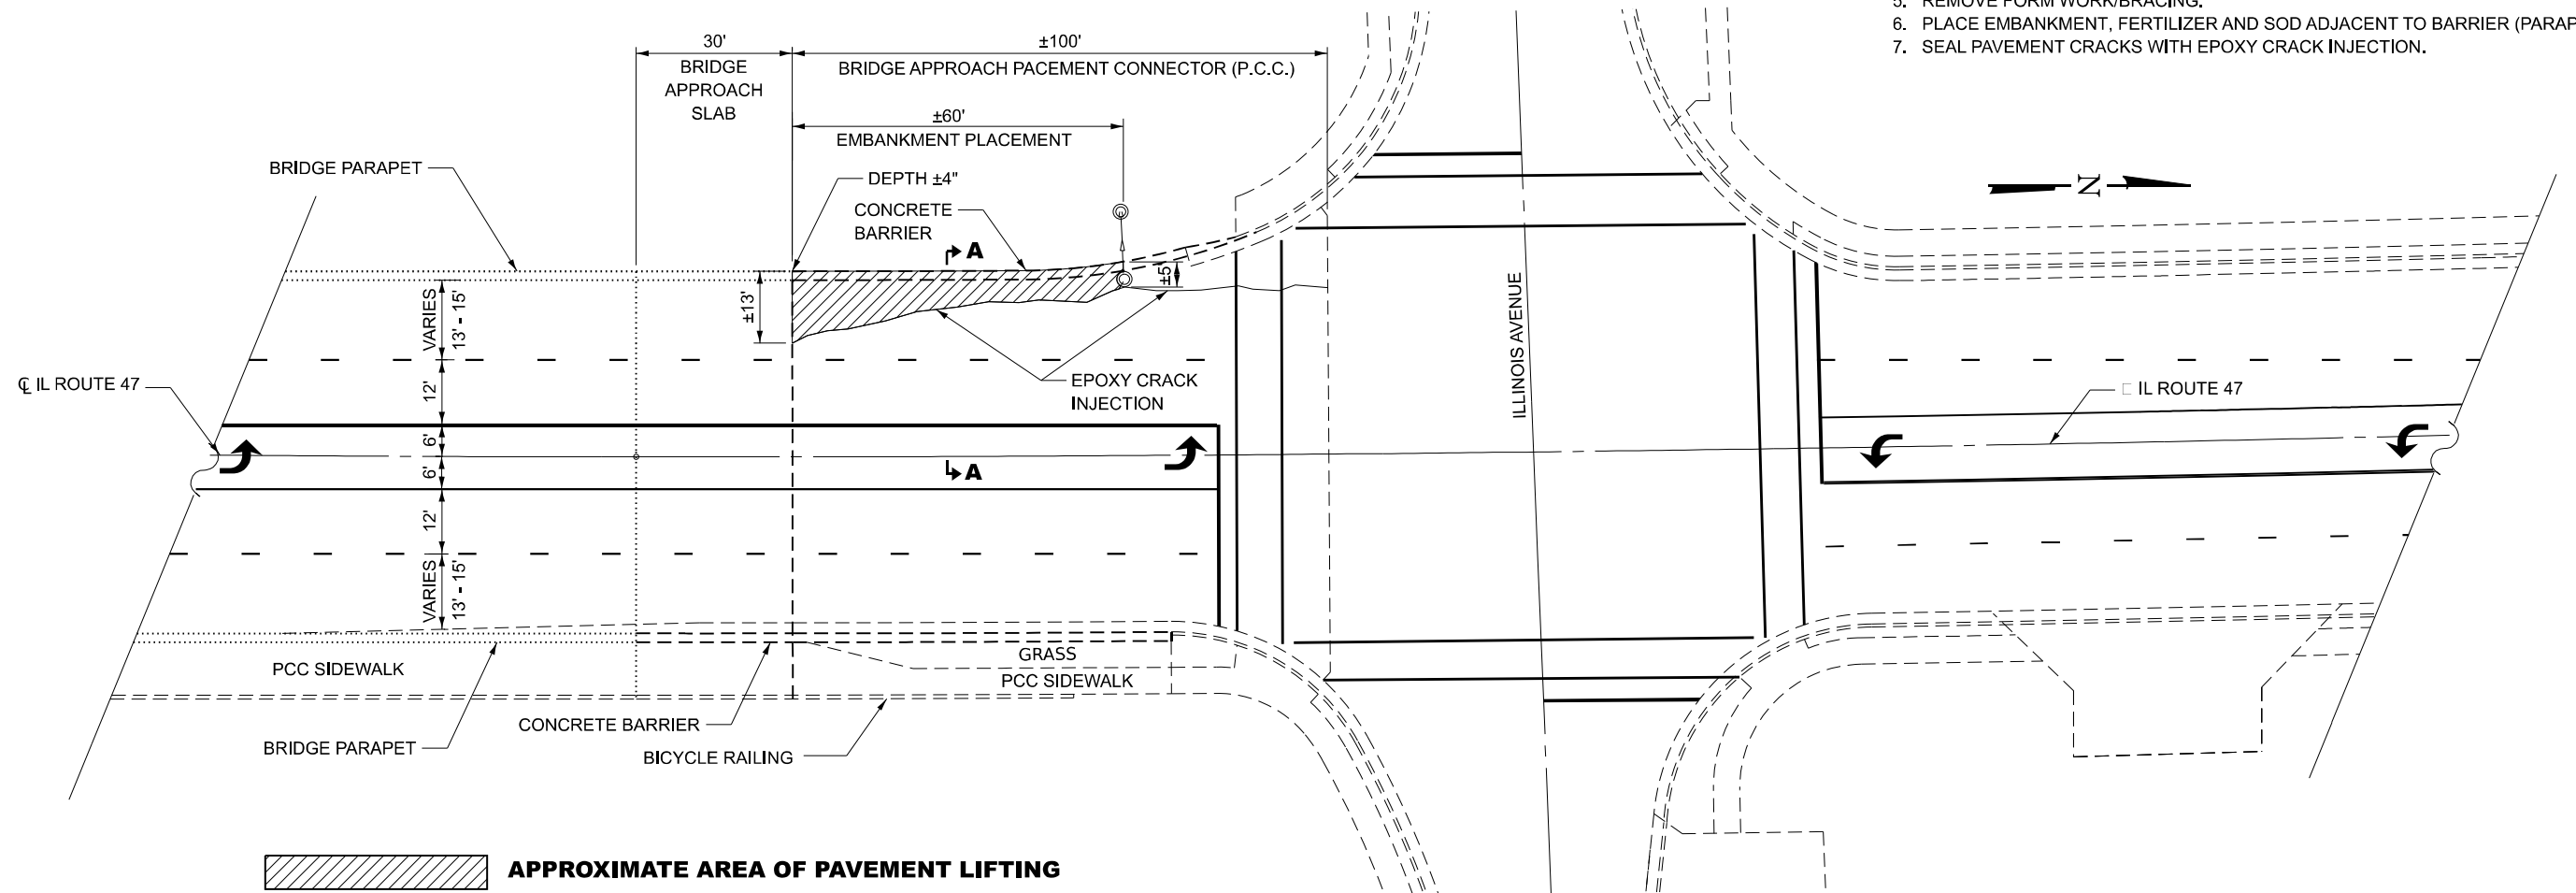 5. REMOVE FORM WORK/BRACING.
6. PLACE EMBANKMENT, FERTILIZER AND SOD ADJACENT TO BARRIER (PARAP
7. SEAL PAVEMENT CRACKS WITH EPOXY CRACK INJECTION.
30'
BRIDGE
APPROACH
SLAB
±100'
BRIDGE APPROACH PACEMENT CONNECTOR (P.C.C.)
±60'
EMBANKMENT PLACEMENT
BRIDGE PARAPET
DEPTH ±4"
CONCRETE
BARRIER
A
N
±5'
±13'
VARIES
13' - 15'
ILLINOIS AVENUE
℄ IL ROUTE 47
12'
EPOXY CRACK
INJECTION
IL ROUTE 47
6'
6'
A
12'
VARIES
13' - 15'
PCC SIDEWALK
GRASS
PCC SIDEWALK
CONCRETE BARRIER
BRIDGE PARAPET
BICYCLE RAILING
APPROXIMATE AREA OF PAVEMENT LIFTING